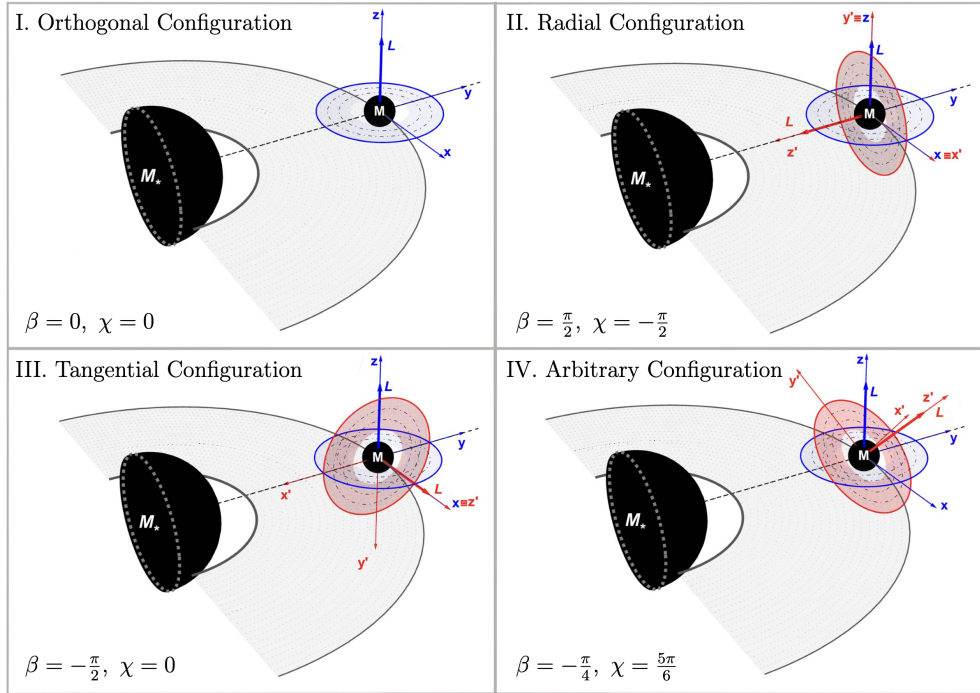 I. Orthogonal Configuration
z
L
M
y
x
M*
β = 0, χ = 0
II. Radial Configuration
y'≡z
L
M
y
L
z'
x≡x'
M*
β = π/2, χ = −π/2
III. Tangential Configuration
z
L
y
M
x'
L
x≡z'
y'
M*
β = −π/2, χ = 0
IV. Arbitrary Configuration
z
y'
L
z'
x'
L
y
M
x
M*
β = −π/4, χ = 5π/6